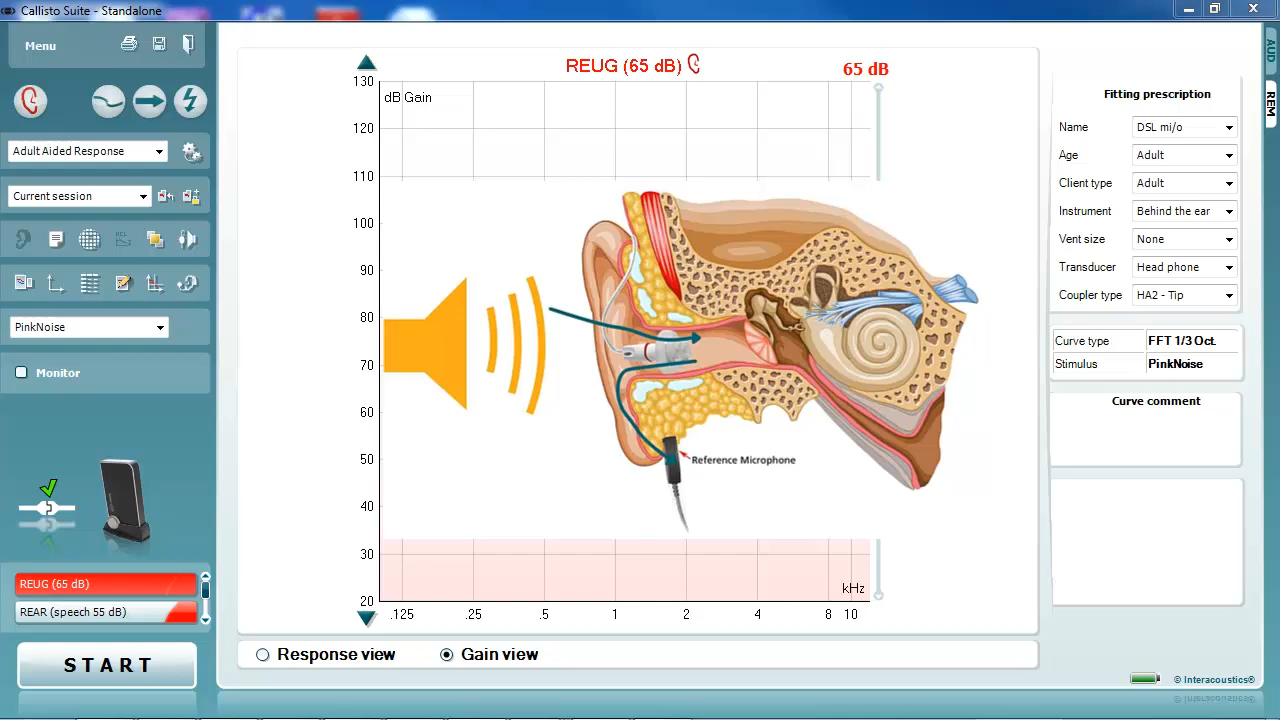 Callisto Suite - Standalone
Menu
Adult Aided Response
Current session
PinkNoise
Monitor
REUG (65 dB)
REAR (speech 55 dB)
START
REUG (65 dB)
65 dB
dB Gain
130
120
110
100
90
80
70
60
50
40
30
20
Reference Microphone
kHz
.125
.25
.5
1
2
4
8
10
Response view
Gain view
Fitting prescription
Name DSL mi/o
Age Adult
Client type Adult
Instrument Behind the ear
Vent size None
Transducer Head phone
Coupler type HA2 - Tip
Curve type FFT 1/3 Oct.
Stimulus PinkNoise
Curve comment
© Interacoustics®
AUD
REM